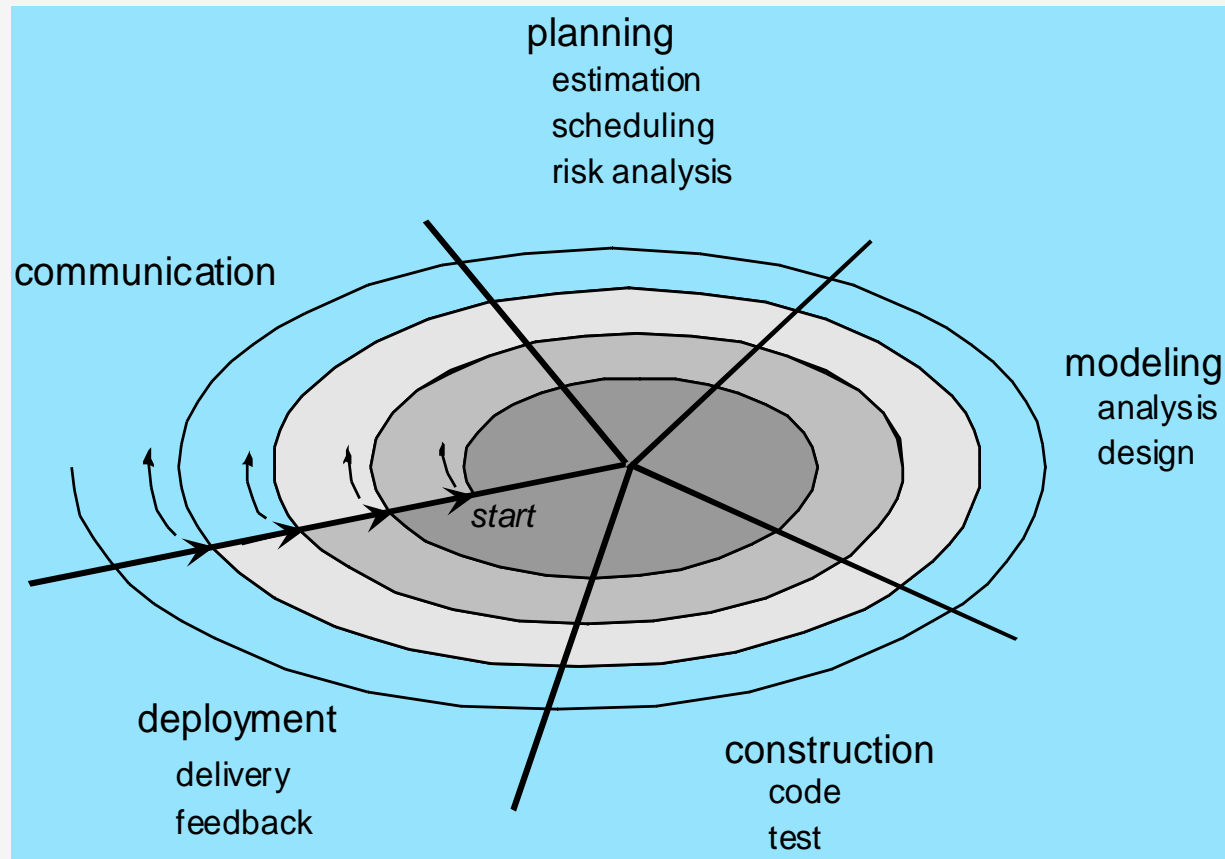 planning
estimation
scheduling
risk analysis
communication
modeling
analysis
design
start
deployment
delivery
feedback
construction
code
test